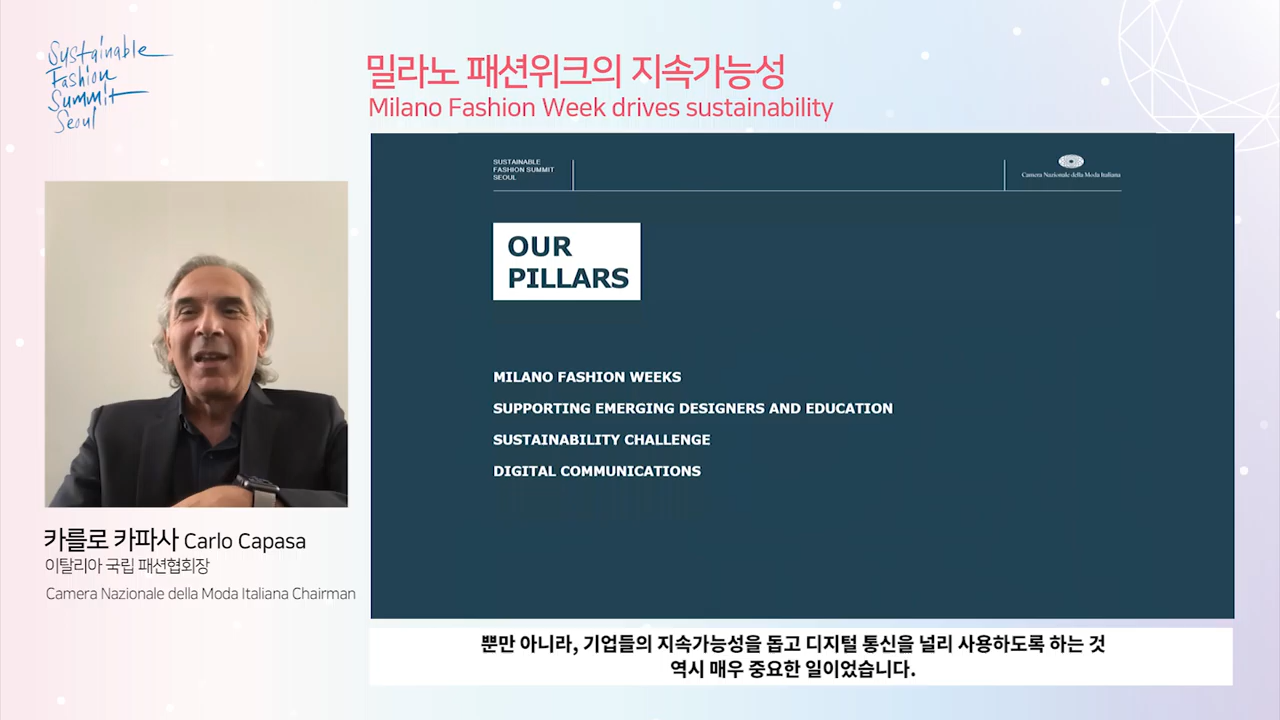 Sustainable
Fashion
Summit
Seoul
밀라노 패션위크의 지속가능성
Milano Fashion Week drives sustainability
SUSTAINABLE
FASHION SUMMIT
SEOUL
Camera Nazionale della Moda Italiana
OUR
PILLARS
MILANO FASHION WEEKS
SUPPORTING EMERGING DESIGNERS AND EDUCATION
SUSTAINABILITY CHALLENGE
DIGITAL COMMUNICATIONS
카를로 카파사 Carlo Capasa
이탈리아 국립 패션협회장
Camera Nazionale della Moda Italiana Chairman
뿐만 아니라, 기업들의 지속가능성을 돕고 디지털 통신을 널리 사용하도록 하는 것
역시 매우 중요한 일이었습니다.